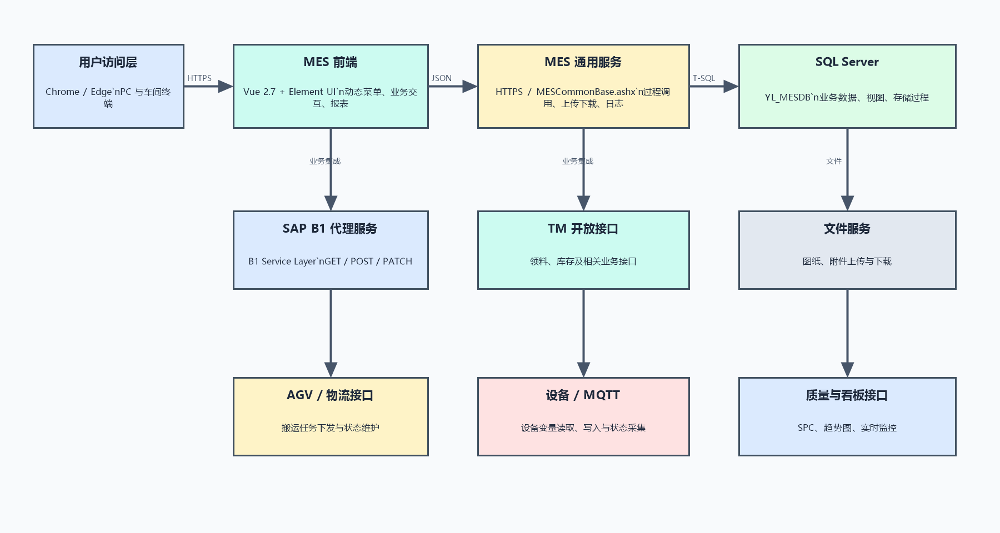 用户访问层
Chrome / Edge`nPC 与车间终
端
HTTPS
MES 前端
Vue 2.7 + Element UI`n动态菜单、业务交
互、报表
JSON
MES 通用服务
HTTPS / MESCommonBase.ashx`n过程调
用、上传下载、日志
T-SQL
SQL Server
YL_MESDB`n业务数据、视图、存储过程
业务集成
业务集成
文件
SAP B1 代理服务
B1 Service Layer`nGET / POST / PATCH
TM 开放接口
领料、库存及相关业务接口
文件服务
图纸、附件上传与下载
AGV / 物流接口
搬运任务下发与状态维护
设备 / MQTT
设备变量读取、写入与状态采集
质量与看板接口
SPC、趋势图、实时监控